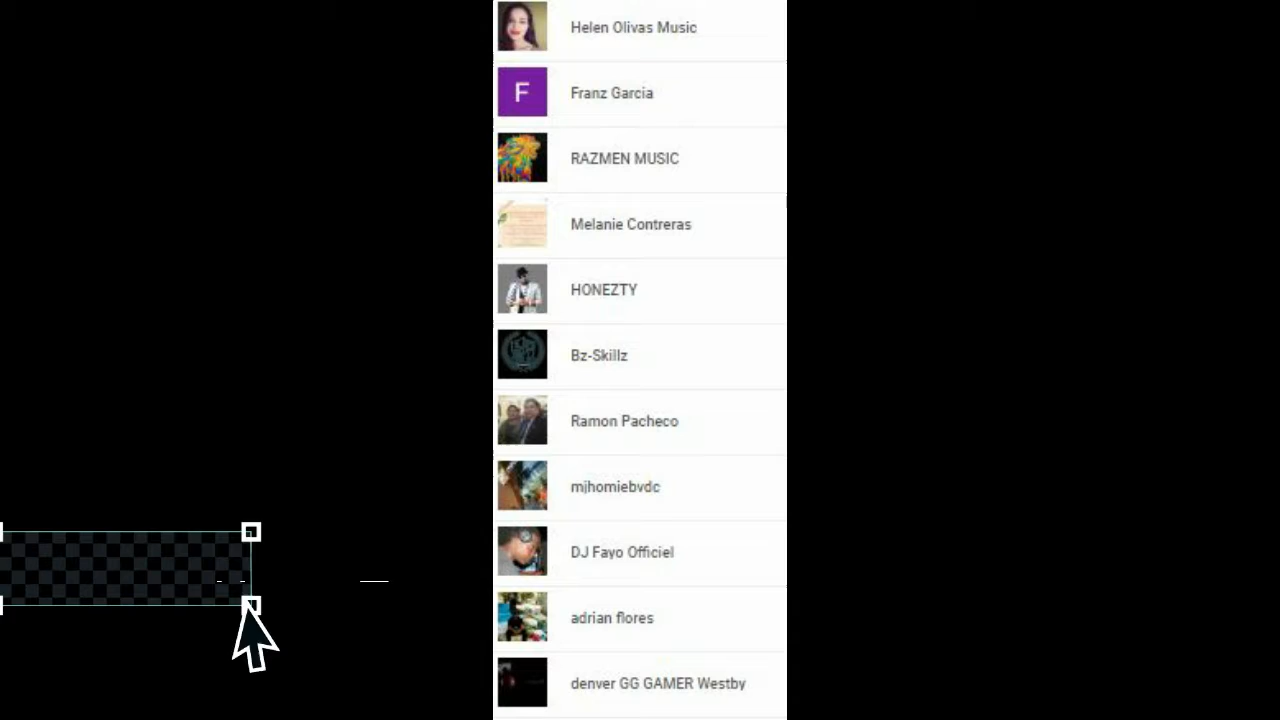 Helen Olivas Music
F
Franz Garcia
RAZMEN MUSIC
Melanie Contreras
HONEZTY
Bz-Skillz
Ramon Pacheco
mjhomiebvdc
DJ Fayo Officiel
adrian flores
denver GG GAMER Westby